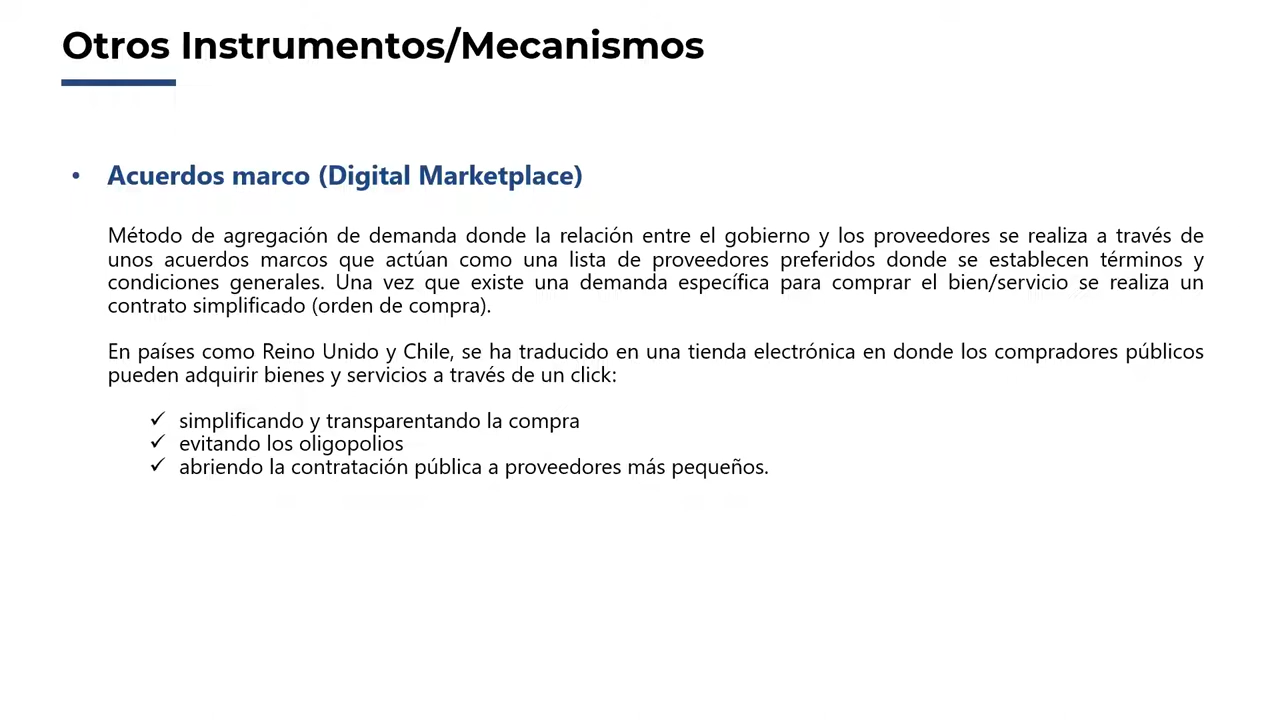 Otros Instrumentos/Mecanismos
• Acuerdos marco (Digital Marketplace)
Método de agregación de demanda donde la relación entre el gobierno y los proveedores se realiza a través de
unos acuerdos marcos que actúan como una lista de proveedores preferidos donde se establecen términos y
condiciones generales. Una vez que existe una demanda específica para comprar el bien/servicio se realiza un
contrato simplificado (orden de compra).
En países como Reino Unido y Chile, se ha traducido en una tienda electrónica en donde los compradores públicos
pueden adquirir bienes y servicios a través de un click:
✓ simplificando y transparentando la compra
✓ evitando los oligopolios
✓ abriendo la contratación pública a proveedores más pequeños.